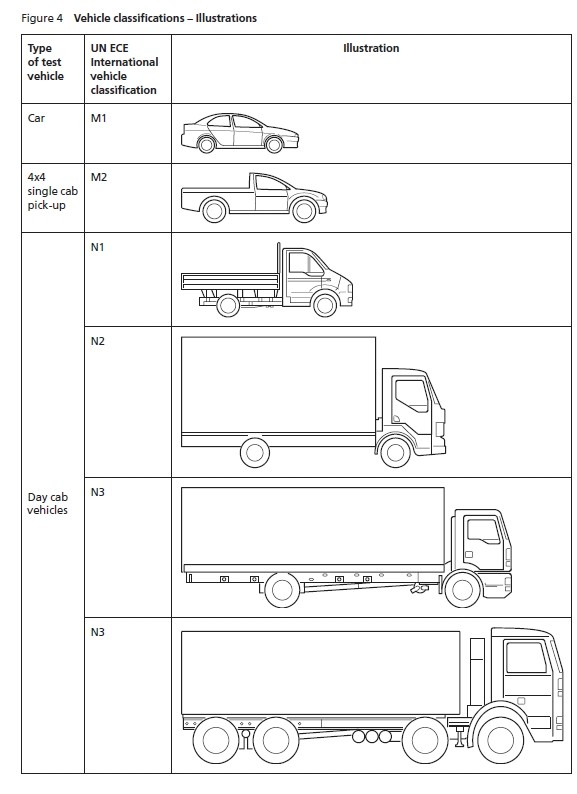 Figure 4 Vehicle classifications – Illustrations
Type
of test
vehicle
UN ECE
International
vehicle
classification
Illustration
Car
M1
4x4
single cab
pick-up
M2
N1
N2
Day cab
vehicles
N3
N3